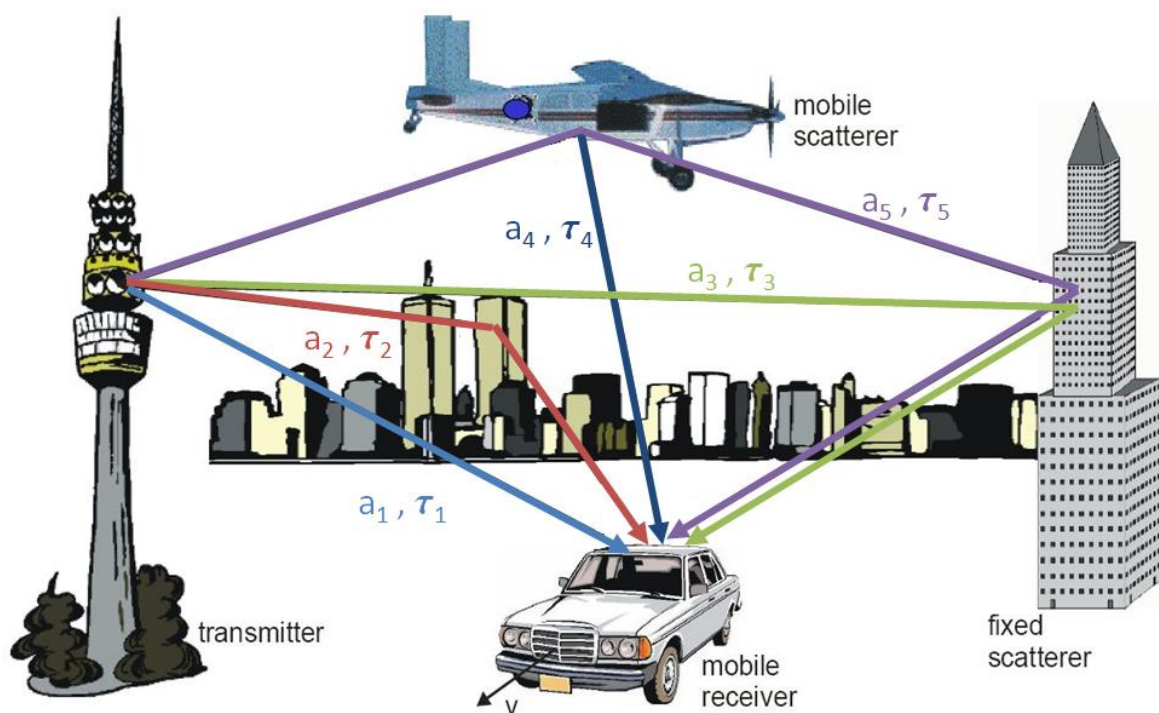 mobile
scatterer
a₅ , τ₅
a₄ , τ₄
a₃ , τ₃
a₂ , τ₂
a₁ , τ₁
transmitter
fixed
scatterer
mobile
receiver
v